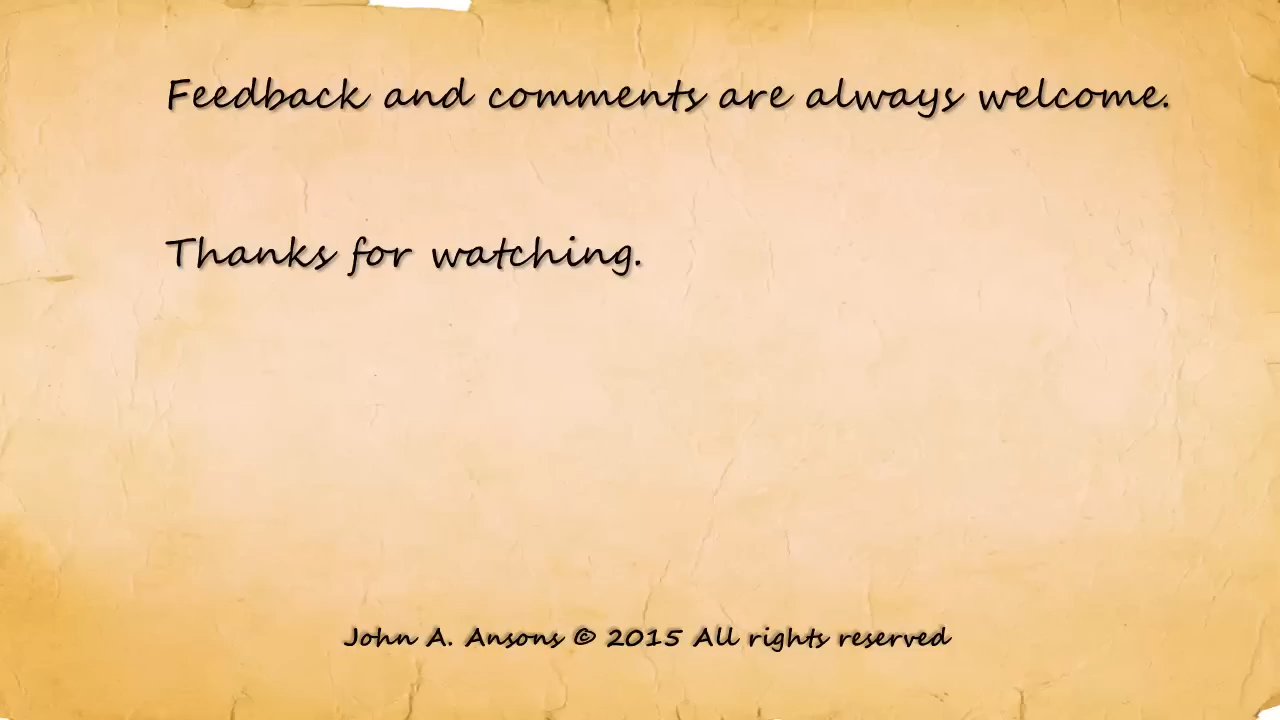 Feedback and comments are always welcome.
Thanks for watching.
John A. Ansons © 2015 All rights reserved